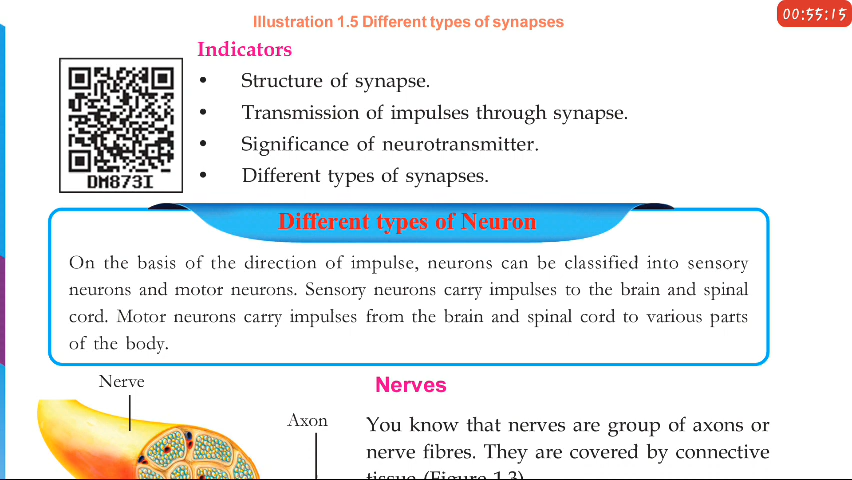 Illustration 1.5 Different types of synapses
00:55:15
Indicators
• Structure of synapse.
• Transmission of impulses through synapse.
• Significance of neurotransmitter.
• Different types of synapses.
DM873I
Different types of Neuron
On the basis of the direction of impulse, neurons can be classified into sensory
neurons and motor neurons. Sensory neurons carry impulses to the brain and spinal
cord. Motor neurons carry impulses from the brain and spinal cord to various parts
of the body.
Nerve
Axon
Nerves
You know that nerves are group of axons or
nerve fibres. They are covered by connective
tissue (Figure 1.3)